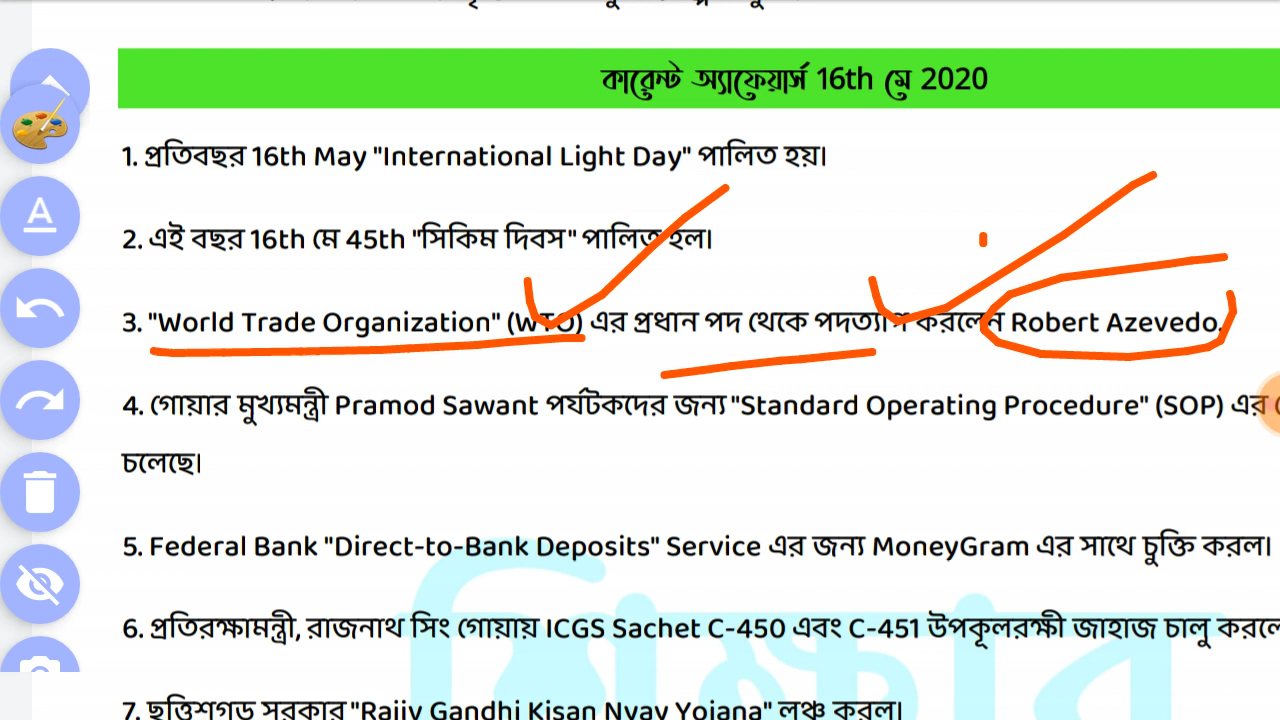 কারেন্ট অ্যাফেয়ার্স 16th মে 2020
1. প্রতিবছর 16th May "International Light Day" পালিত হয়।
2. এই বছর 16th মে 45th "সিকিম দিবস" পালিত হল।
3. "World Trade Organization" (WTO) এর প্রধান পদ থেকে পদত্যাগ করলেন Robert Azevedo.
4. গোয়ার মুখ্যমন্ত্রী Pramod Sawant পর্যটকদের জন্য "Standard Operating Procedure" (SOP) এর
চলেছে।
5. Federal Bank "Direct-to-Bank Deposits" Service এর জন্য MoneyGram এর সাথে চুক্তি করল।
6. প্রতিরক্ষামন্ত্রী, রাজনাথ সিং গোয়ায় ICGS Sachet C-450 এবং C-451 উপকূলরক্ষী জাহাজ চালু
7. ছত্তিশগড় সরকার "Rajiv Gandhi Kisan Nyay Yojana" লঞ্চ করল।